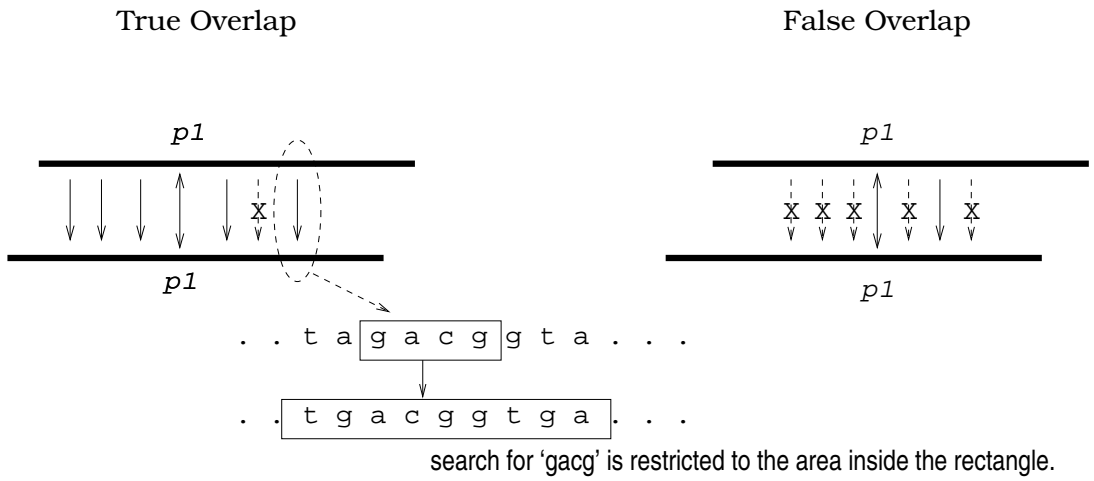 True Overlap
False Overlap
p1
p1
X
X X X X X
p1
p1
. . t a g a c g g t a . . .
. . t g a c g g t g a . . .
search for ‘gacg’ is restricted to the area inside the rectangle.